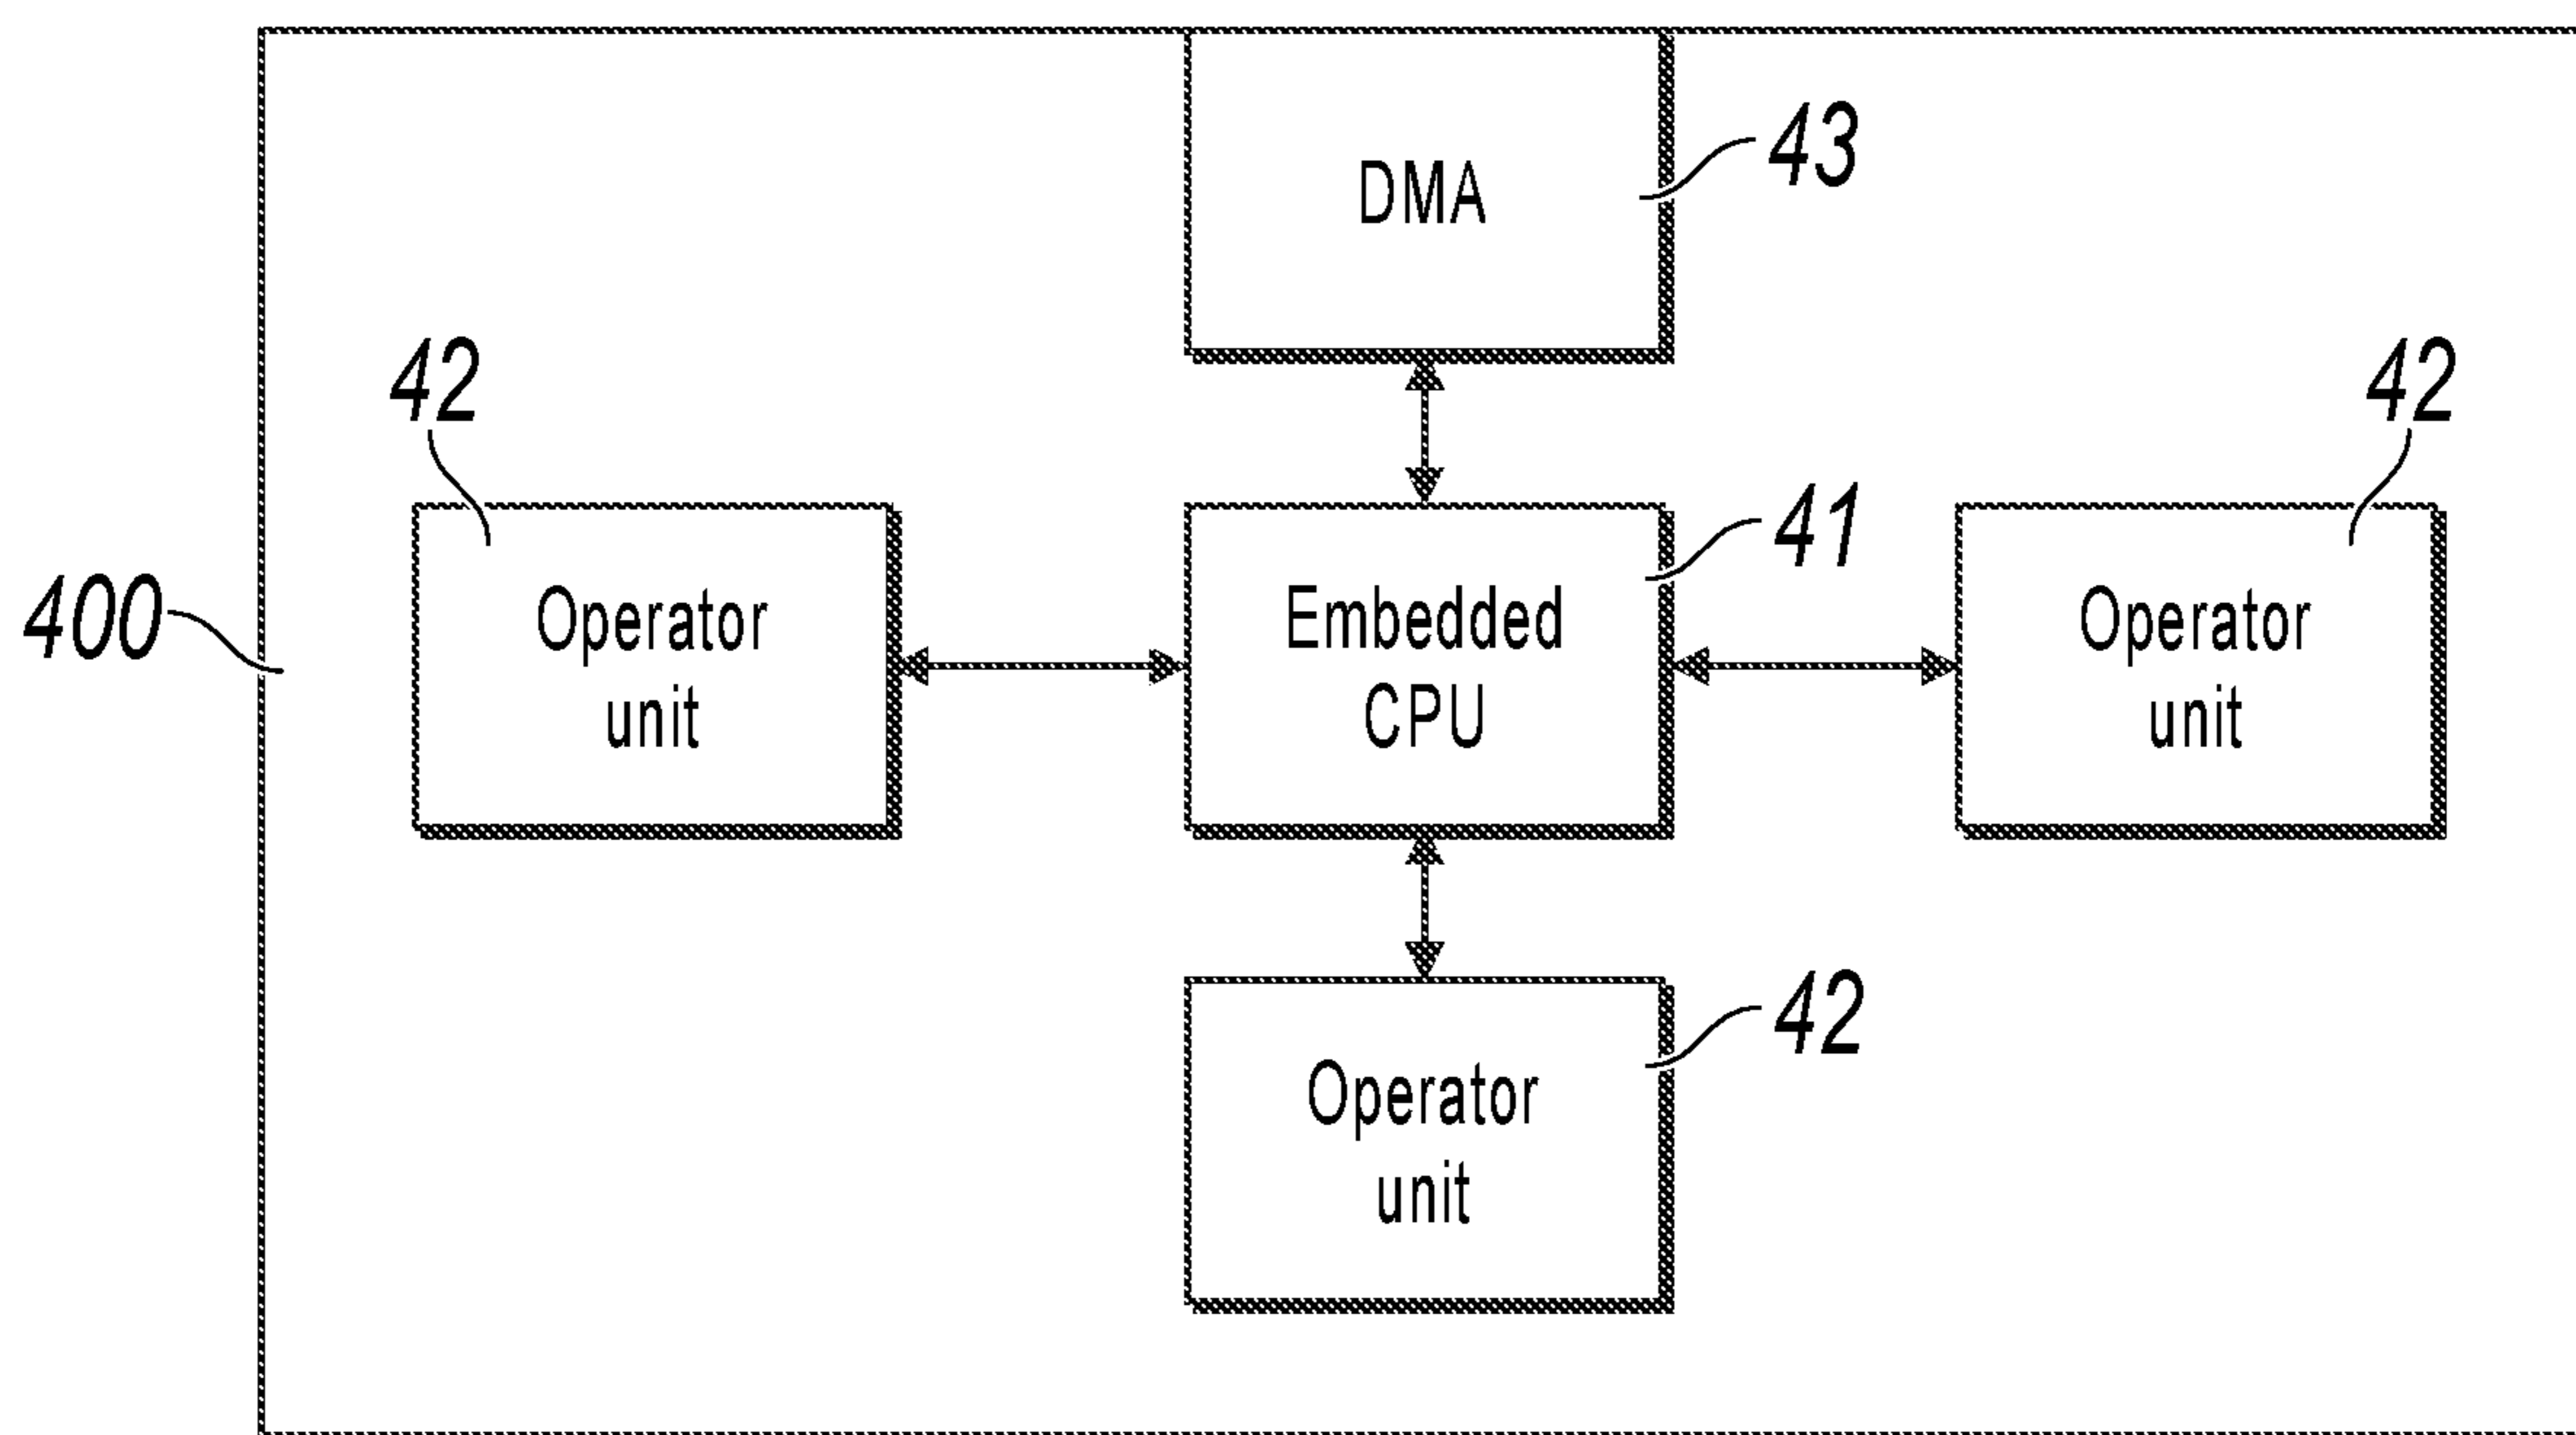 43
DMA
42
42
41
400
Operator
unit
Embedded
CPU
Operator
unit
42
Operator
unit